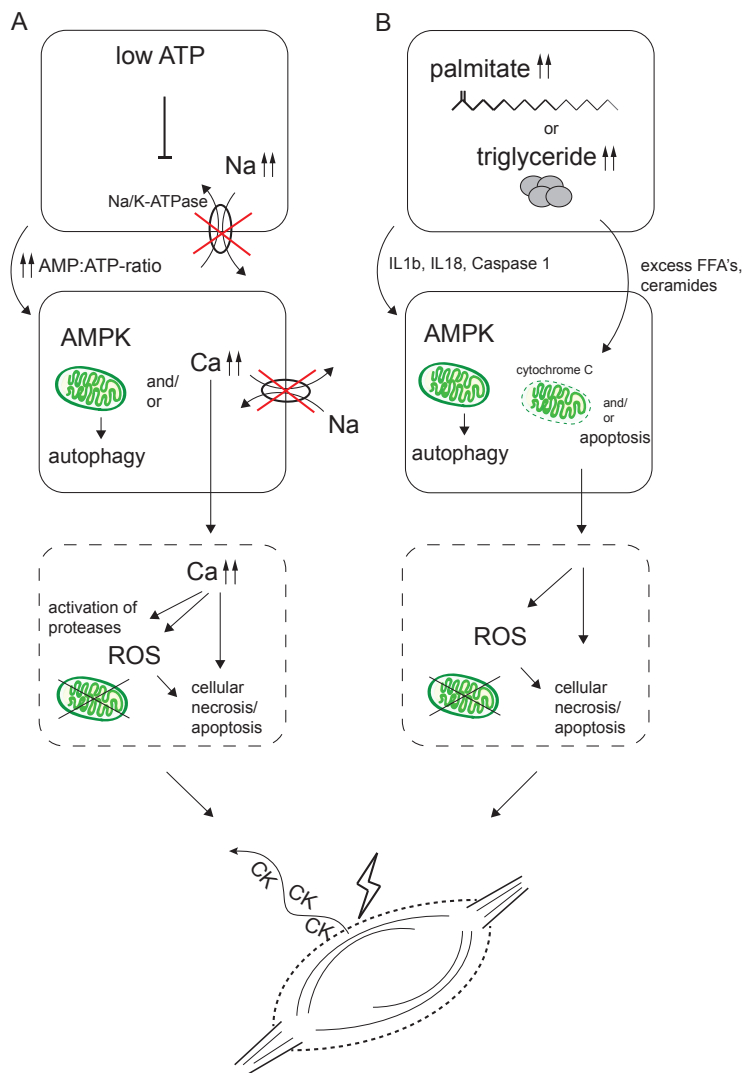 A
low ATP
Na
Na/K-ATPase
AMP:ATP-ratio
AMPK
and/
or
Ca
Na
autophagy
Ca
activation of
proteases
ROS
cellular
necrosis/
apoptosis
B
palmitate
or
triglyceride
IL1b, IL18, Caspase 1
excess FFA's,
ceramides
AMPK
cytochrome C
and/
or
apoptosis
autophagy
ROS
cellular
necrosis/
apoptosis
CK
CK
CK